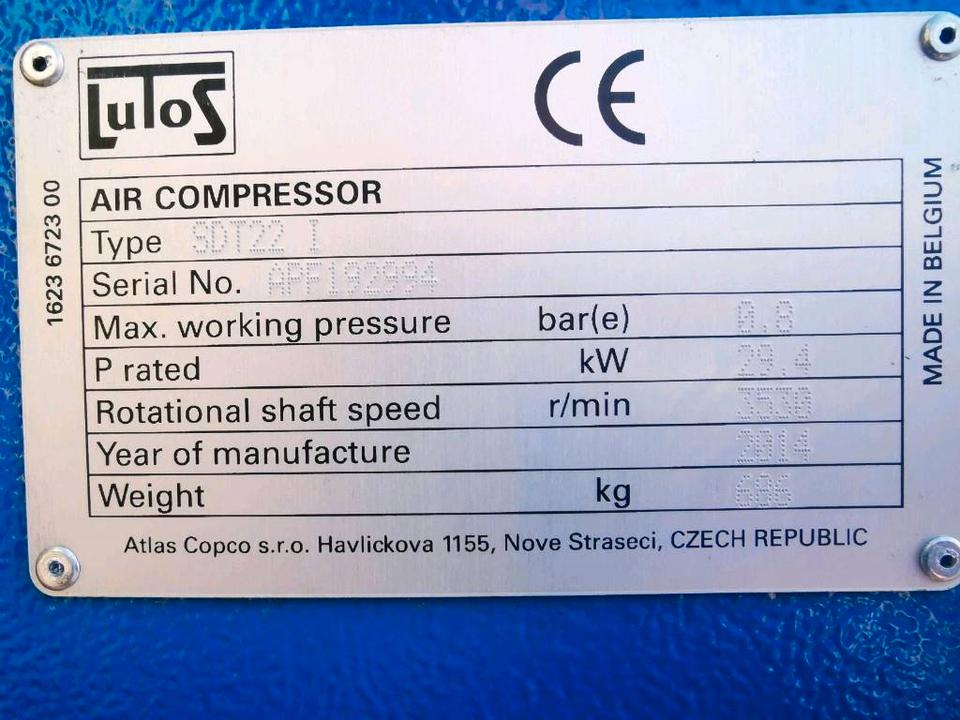 LUTOS
CE
AIR COMPRESSOR
Type SDT22 I
Serial No. APF192994
Max. working pressure bar(e) 0.8
P rated kW 29.4
Rotational shaft speed r/min 3530
Year of manufacture 2014
Weight kg 606
Atlas Copco s.r.o. Havlickova 1155, Nove Straseci, CZECH REPUBLIC
1623 6723 00
MADE IN BELGIUM